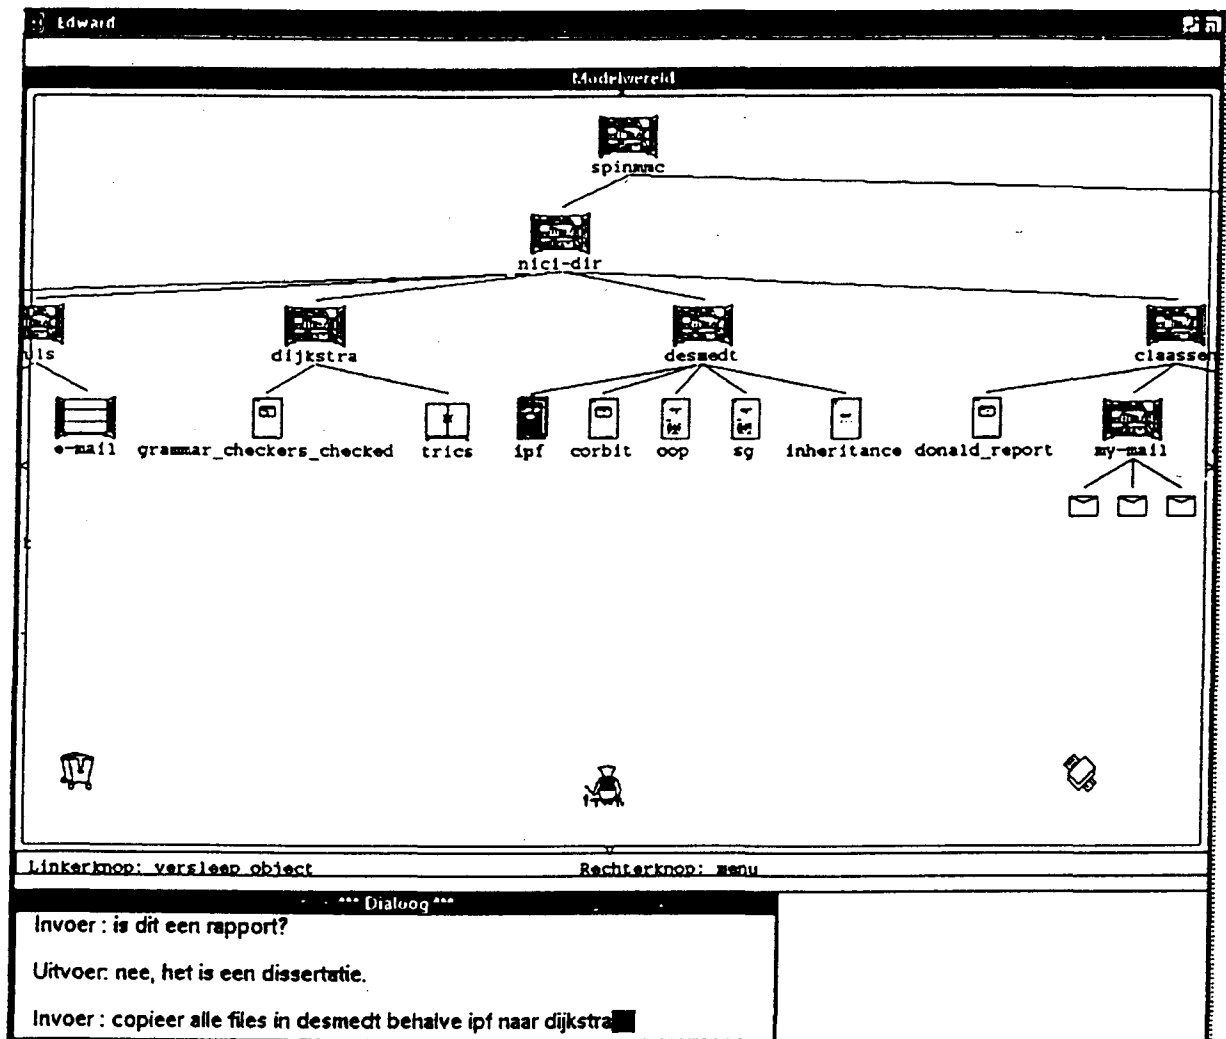 Edward
Modelwereld
spinmmc
nici-dir
uls dijkstra desmedt claassen
e-mail grammar_checkers_checked trics ipf corbit oop sg inheritance donald_report my-mail
Linkerknop: versleep object Rechterknop: menu
*** Dialoog ***
Invoer : is dit een rapport?
Uitvoer: nee, het is een dissertatie.
Invoer : copieer alle files in desmedt behalve ipf naar dijkstra